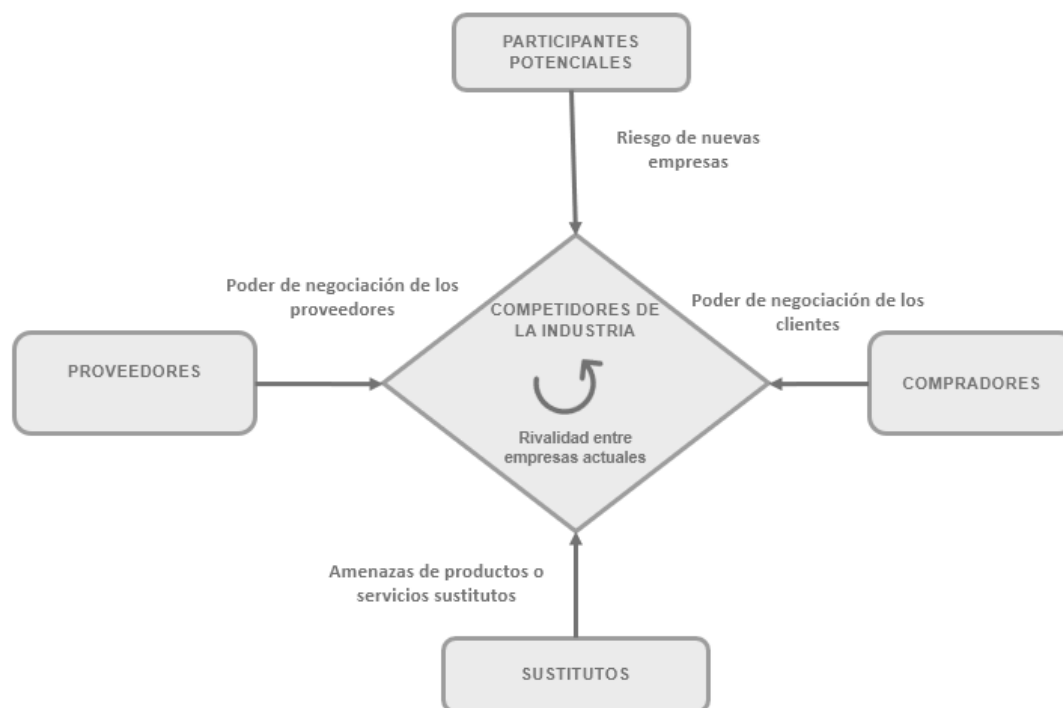 PARTICIPANTES
POTENCIALES
Riesgo de nuevas
empresas
Poder de negociación de los
proveedores
COMPETIDORES DE
LA INDUSTRIA
Poder de negociación de los
clientes
PROVEEDORES
COMPRADORES
Rivalidad entre
empresas actuales
Amenazas de productos o
servicios sustitutos
SUSTITUTOS